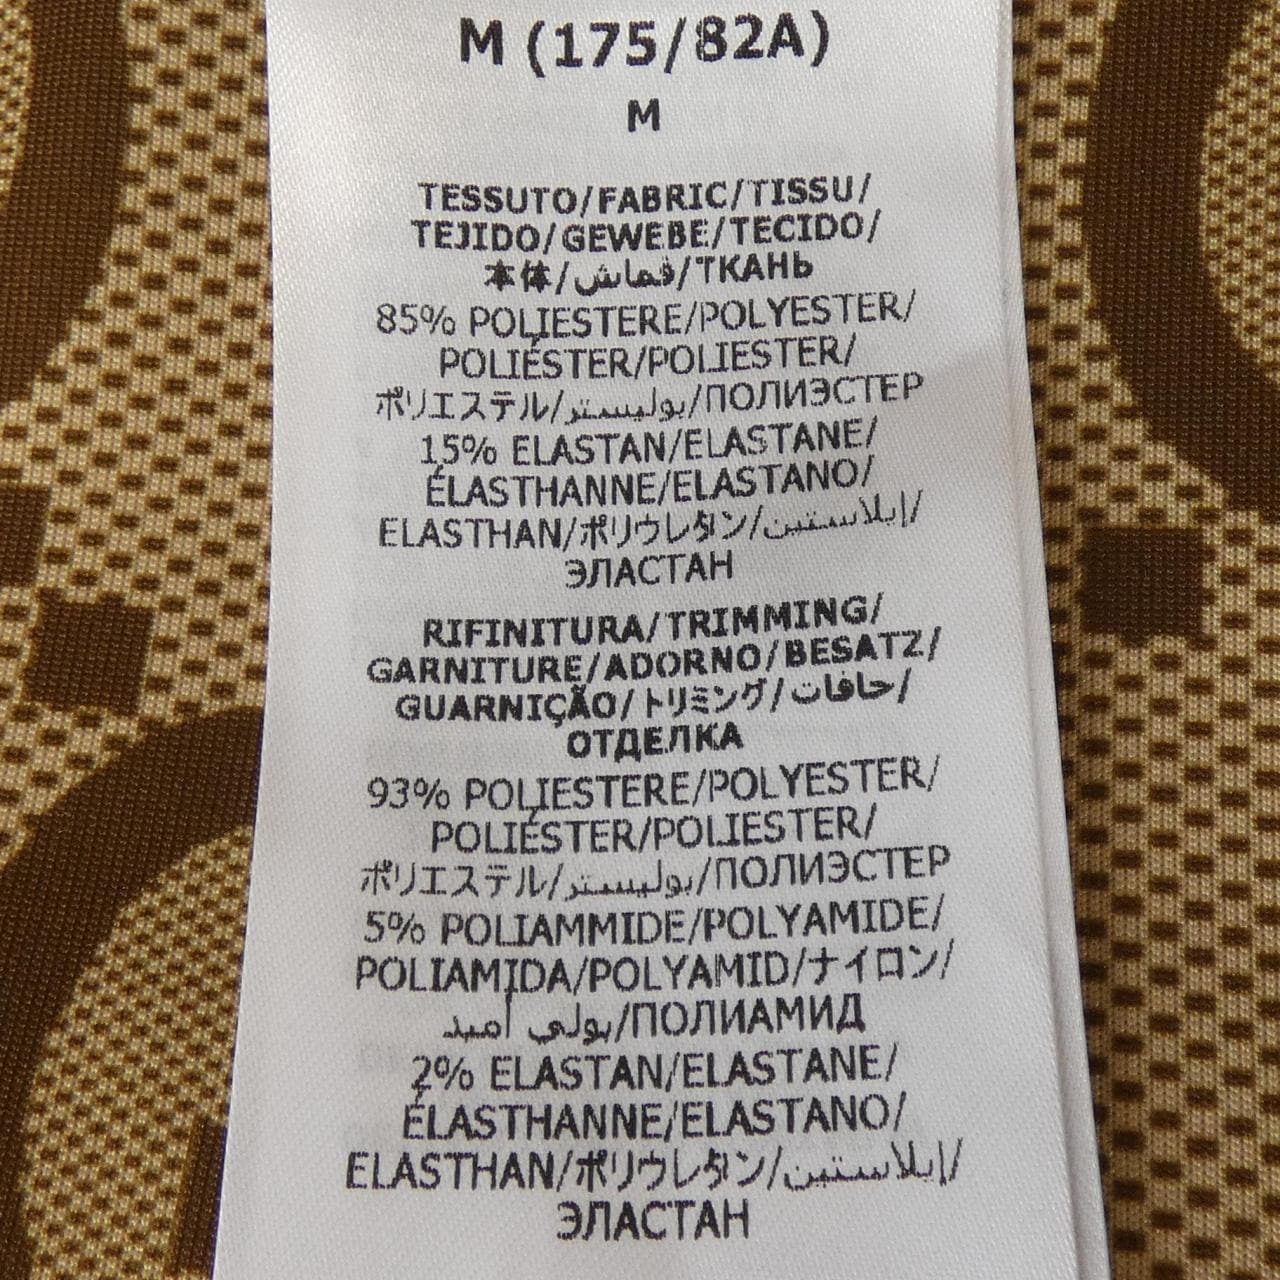 M (175/82A)
M
TESSUTO/FABRIC/TISSU/
TEJIDO/GEWEBE/TECIDO/
本体/قماش/ТКАНЬ
85% POLIESTERE/POLYESTER/
POLIÉSTER/POLIESTER/
ポリエステル/بوليستر/ПОЛИЭСТЕР
15% ELASTAN/ELASTANE/
ÉLASTHANNE/ELASTANO/
ELASTHAN/ポリウレタン/إيلاستين/
ЭЛАСТАН
RIFINITURA/TRIMMING/
GARNITURE/ADORNO/BESATZ/
GUARNIÇÃO/トリミング/حافات/
ОТДЕЛКА
93% POLIESTERE/POLYESTER/
POLIÉSTER/POLIESTER/
ポリエステル/بوليستر/ПОЛИЭСТЕР
5% POLIAMMIDE/POLYAMIDE/
POLIAMIDA/POLYAMID/ナイロン/
بولي أميد/ПОЛИАМИД
2% ELASTAN/ELASTANE/
ÉLASTHANNE/ELASTANO/
ELASTHAN/ポリウレタン/إيلاستين/
ЭЛАСТАН